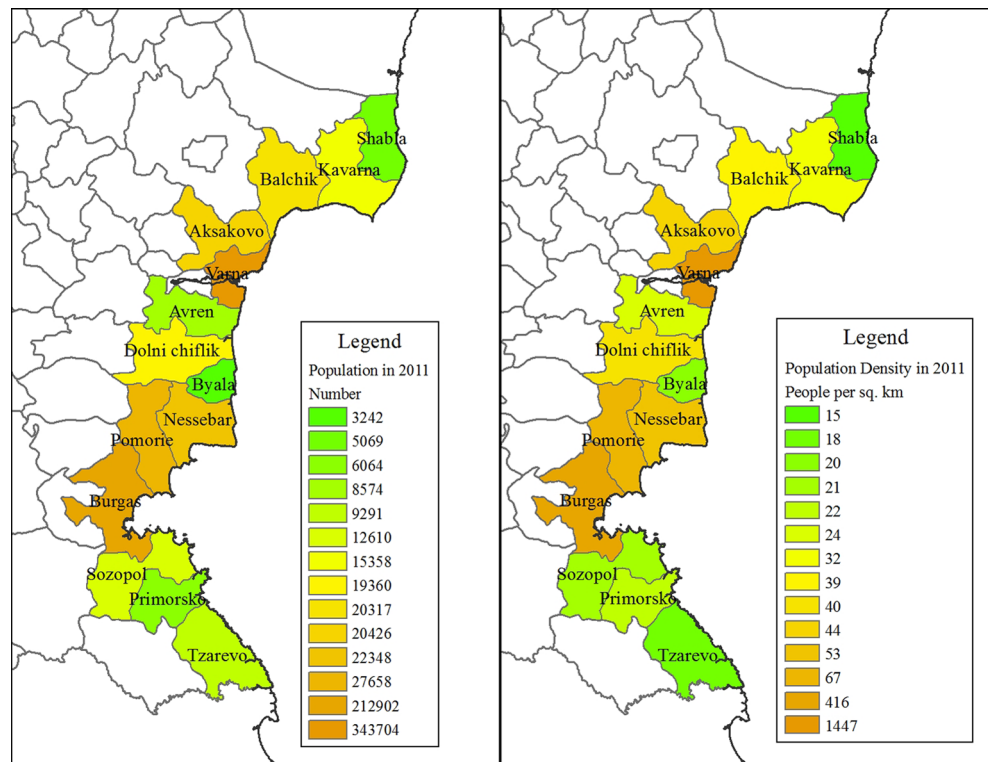 Shabla
Kavarna
Balchik
Aksakovo
Varna
Avren
Dolni chiflik
Byala
Nessebar
Pomorie
Burgas
Sozopol
Primorsko
Tzarevo
Legend
Population in 2011
Number
3242
5069
6064
8574
9291
12610
15358
19360
20317
20426
22348
27658
212902
343704
Shabla
Kavarna
Balchik
Aksakovo
Varna
Avren
Dolni chiflik
Byala
Nessebar
Pomorie
Burgas
Sozopol
Primorsko
Tzarevo
Legend
Population Density in 2011
People per sq. km
15
18
20
21
22
24
32
39
40
44
53
67
416
1447